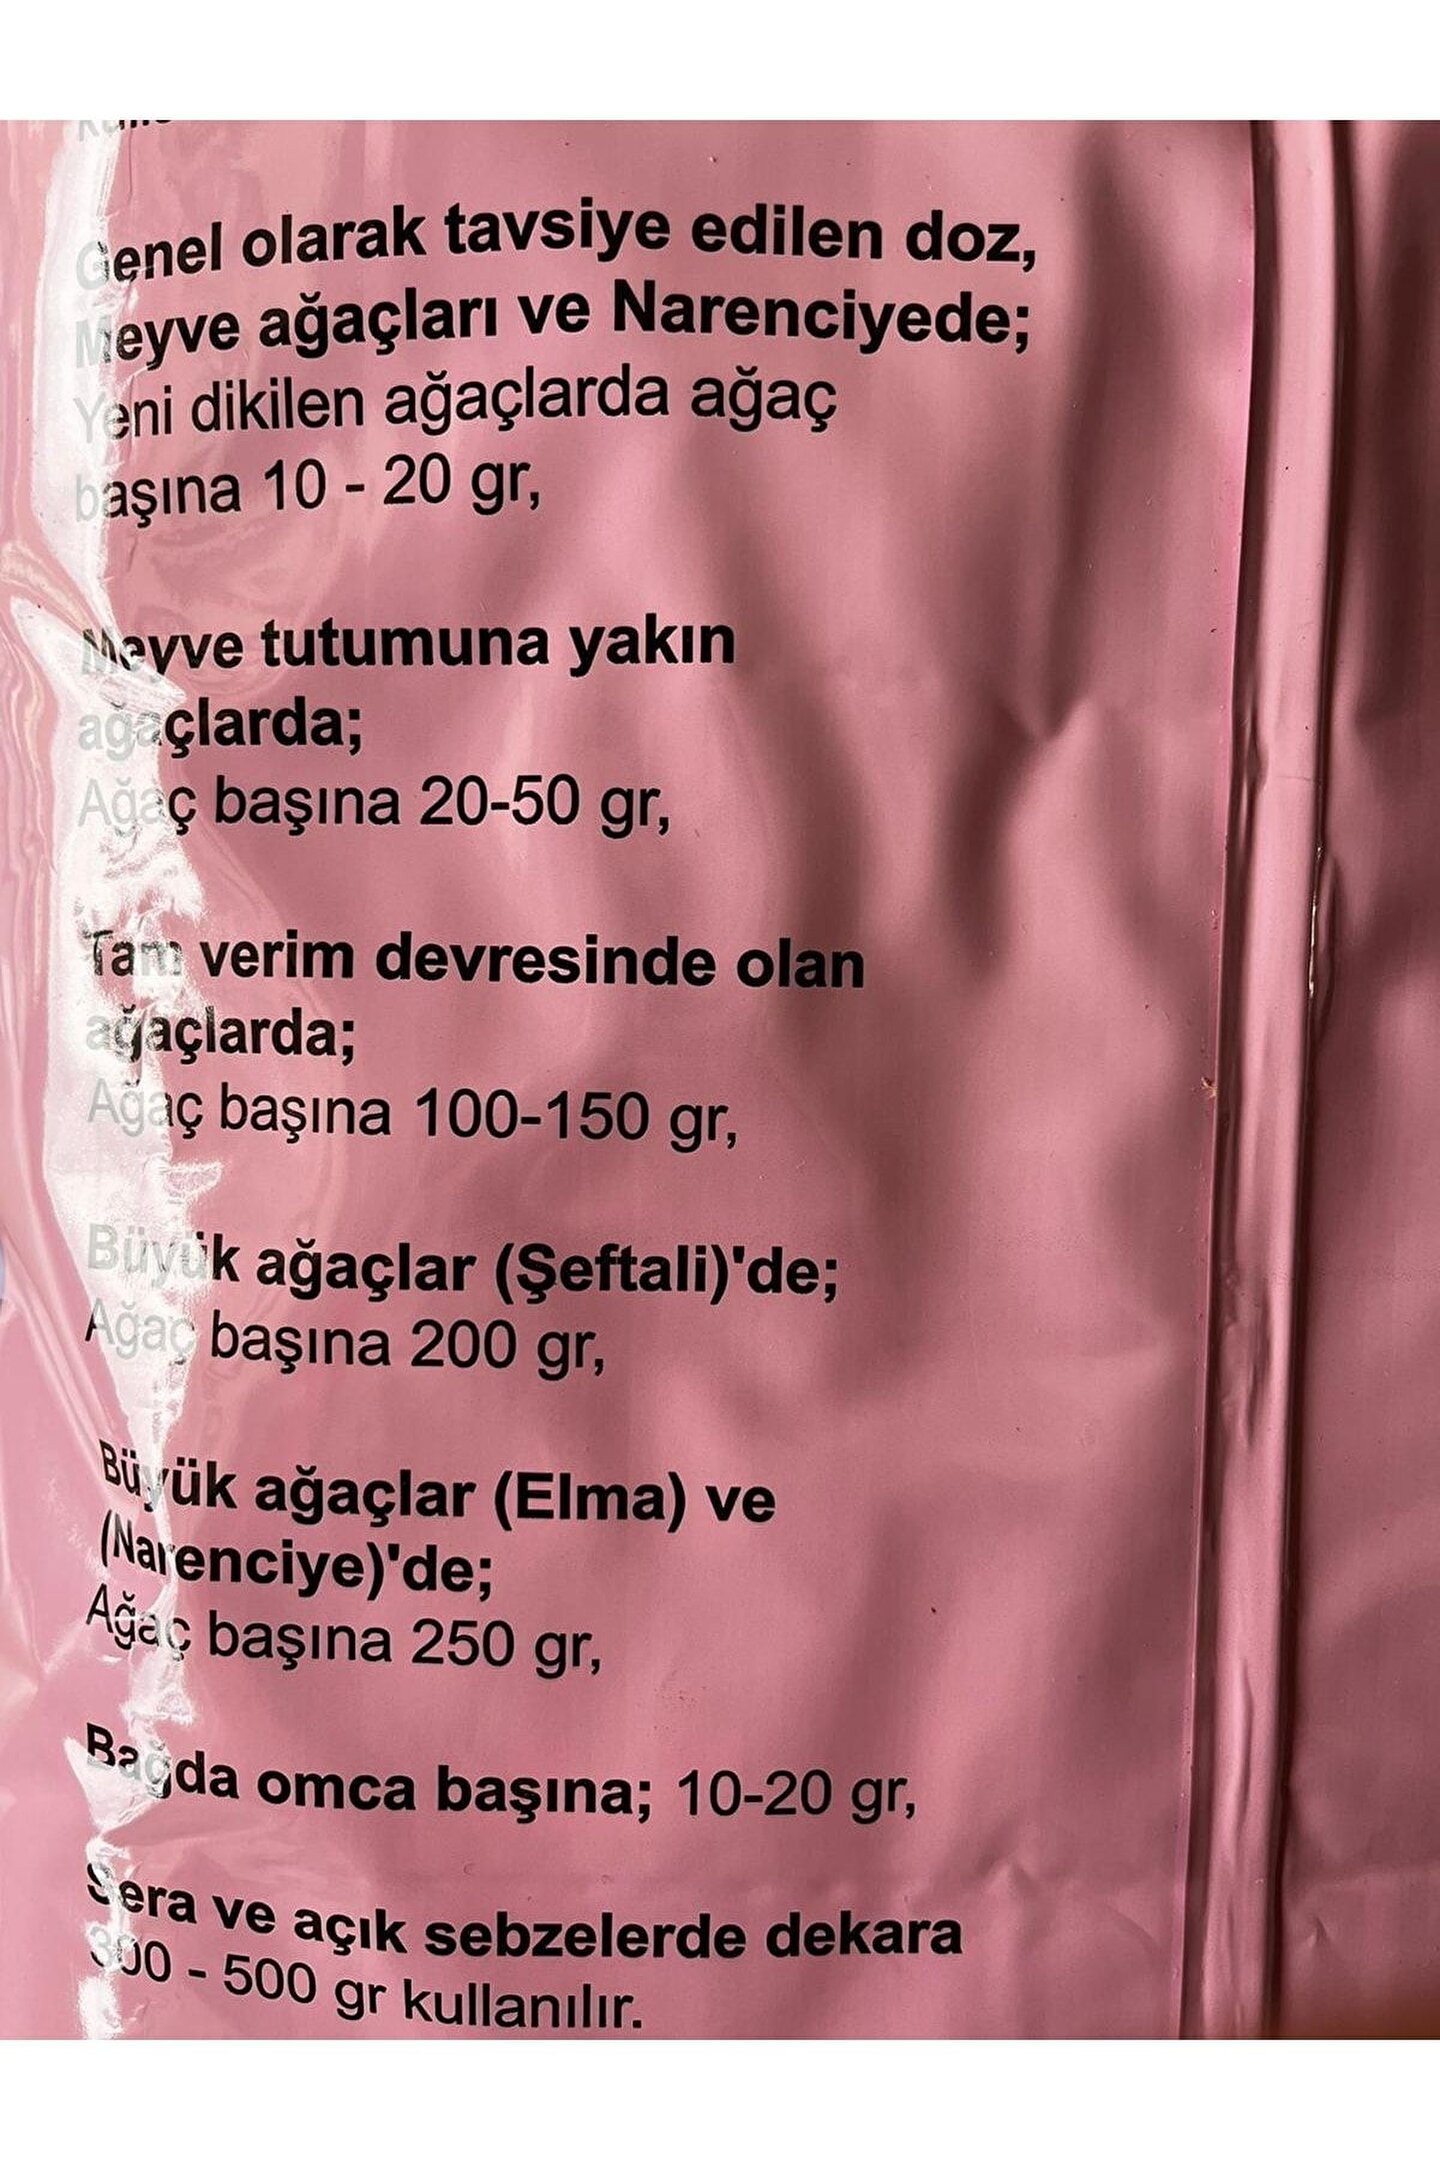 Genel olarak tavsiye edilen doz,
Meyve ağaçları ve Narenciyede;
Yeni dikilen ağaçlarda ağaç
başına 10 - 20 gr,
Meyve tutumuna yakın
ağaçlarda;
Ağaç başına 20-50 gr,
Tam verim devresinde olan
ağaçlarda;
Ağaç başına 100-150 gr,
Büyük ağaçlar (Şeftali)'de;
Ağaç başına 200 gr,
Büyük ağaçlar (Elma) ve
(Narenciye)'de;
Ağaç başına 250 gr,
Bağda omca başına; 10-20 gr,
Sera ve açık sebzelerde dekara
300 - 500 gr kullanılır.